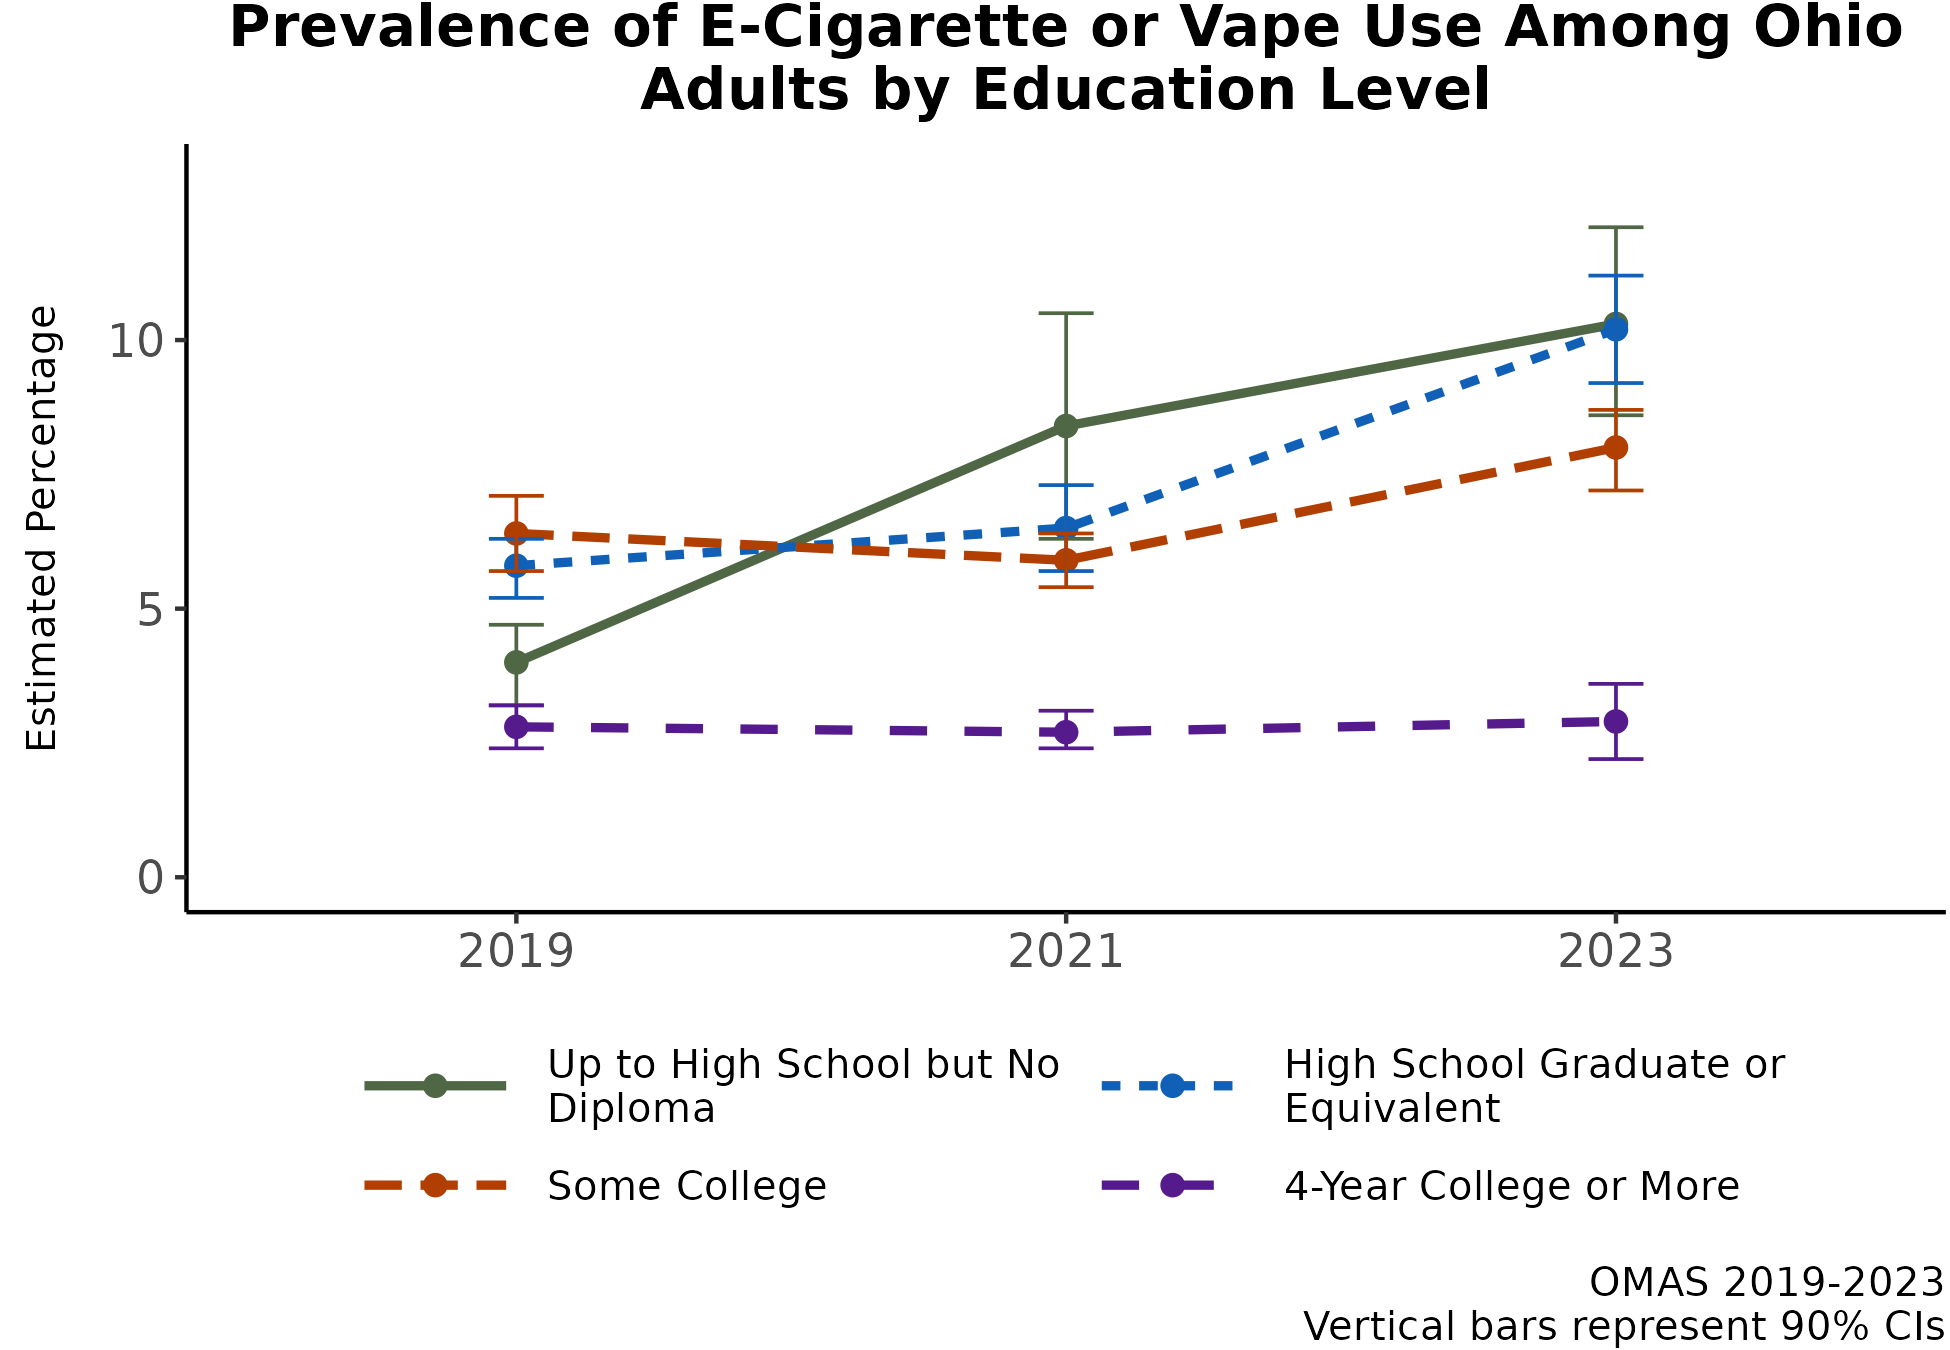 Prevalence of E-Cigarette or Vape Use Among Ohio
Adults by Education Level
Estimated Percentage
10
5
0
2019
2021
2023
Up to High School but No
Diploma
High School Graduate or
Equivalent
Some College
4-Year College or More
OMAS 2019-2023
Vertical bars represent 90% CIs